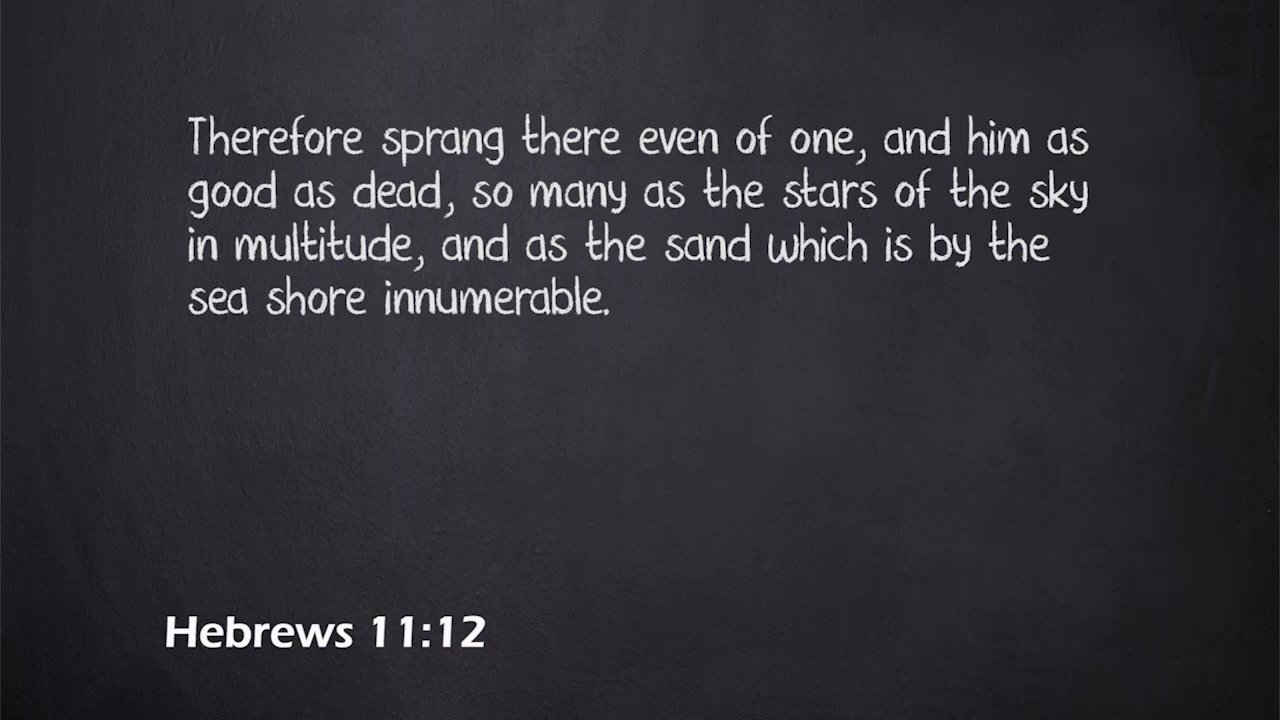 Therefore sprang there even of one, and him as
good as dead, so many as the stars of the sky
in multitude, and as the sand which is by the
sea shore innumerable.
Hebrews 11:12